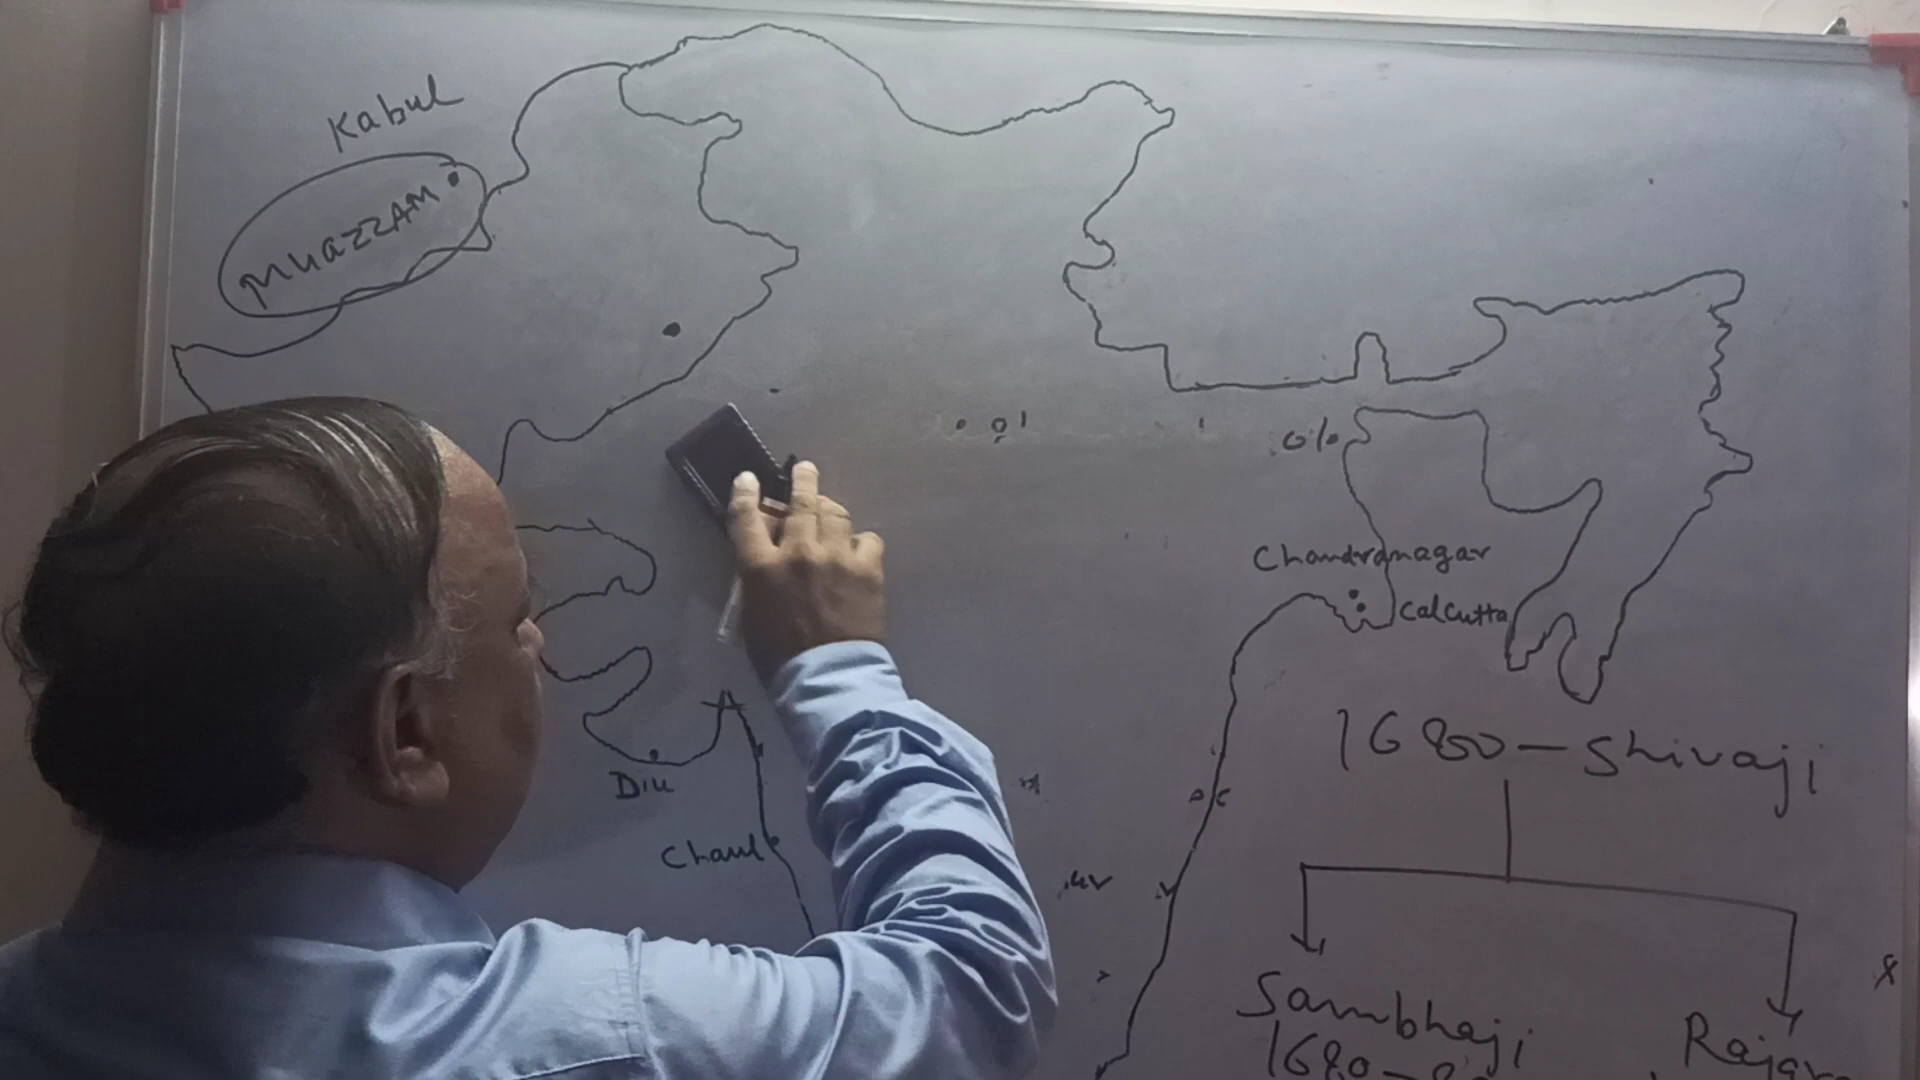 Kabul
MUAZZAM
Chandranagar
Calcutta
1680 - Shivaji
Diu
Chaul
Sambhaji